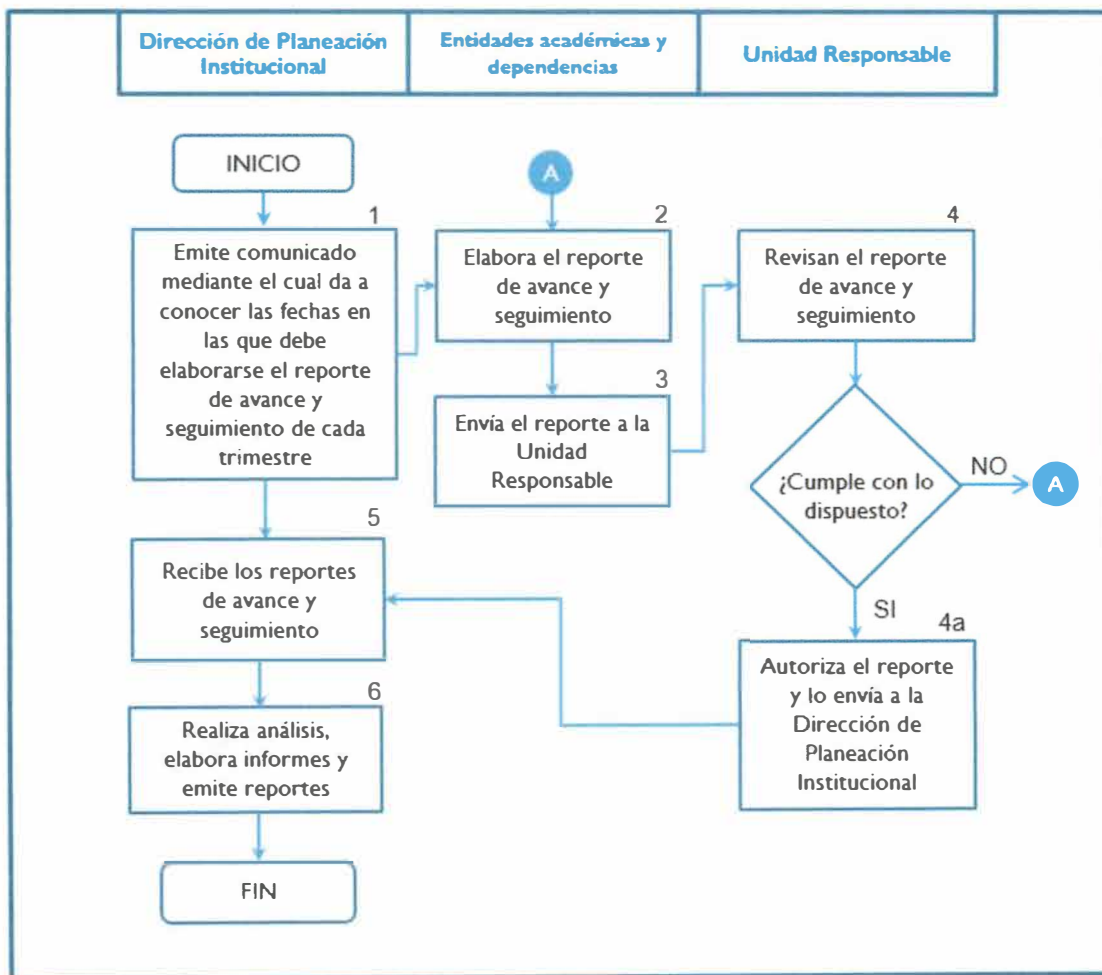 Dirección de Planeación
Institucional
Entidades académicas y
dependencias
Unidad Responsable
INICIO
A
1
Emite comunicado
mediante el cual da a
conocer las fechas en
las que debe
elaborarse el reporte
de avance y
seguimiento de cada
trimestre
2
Elabora el reporte
de avance y
seguimiento
3
Envía el reporte a la
Unidad
Responsable
4
Revisan el reporte
de avance y
seguimiento
¿Cumple con lo
dispuesto?
NO
A
SI
4a
Autoriza el reporte
y lo envía a la
Dirección de
Planeación
Institucional
5
Recibe los reportes
de avance y
seguimiento
6
Realiza análisis,
elabora informes y
emite reportes
FIN